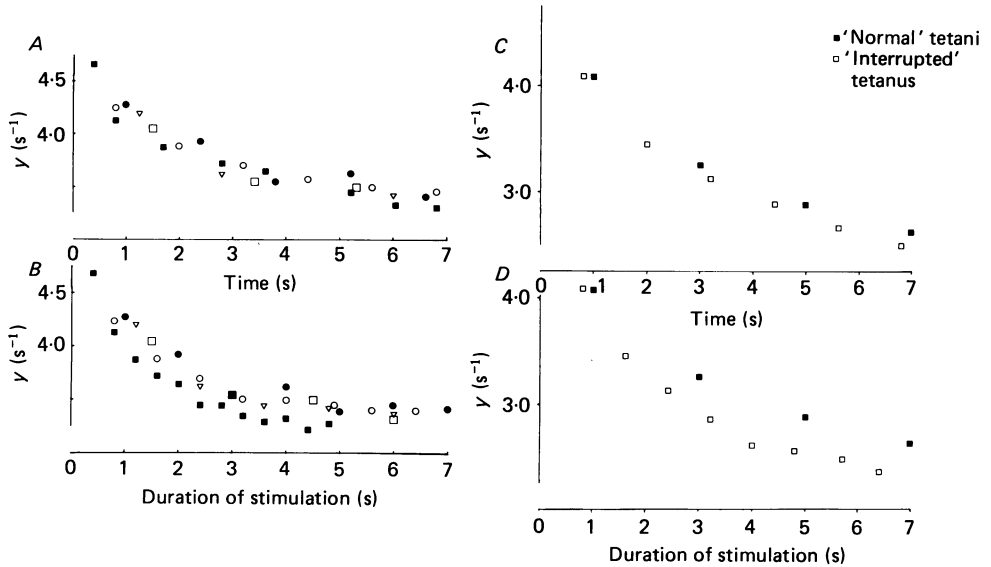 A
4·5
4·0
y (s⁻¹)
0 1 2 3 4 5 6 7
Time (s)
B
4·5
4·0
y (s⁻¹)
0 1 2 3 4 5 6 7
Duration of stimulation (s)
C
'Normal' tetani
'Interrupted'
tetanus
4·0
3·0
y (s⁻¹)
0 1 2 3 4 5 6 7
Time (s)
D
4·0
3·0
y (s⁻¹)
0 1 2 3 4 5 6 7
Duration of stimulation (s)